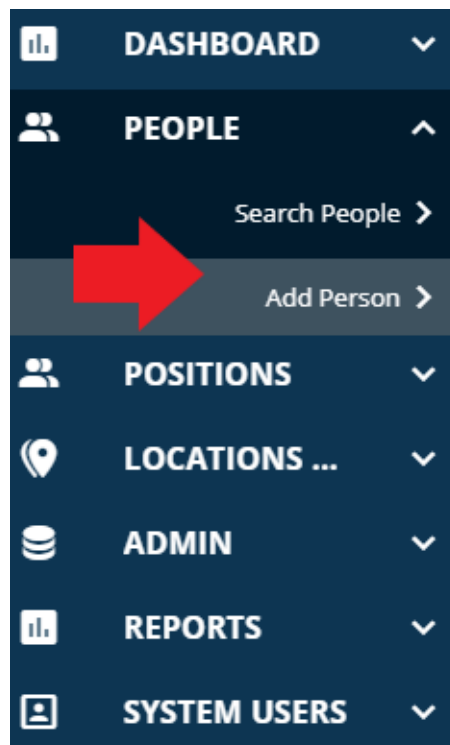 DASHBOARD
PEOPLE
Search People
Add Person
POSITIONS
LOCATIONS ...
ADMIN
REPORTS
SYSTEM USERS